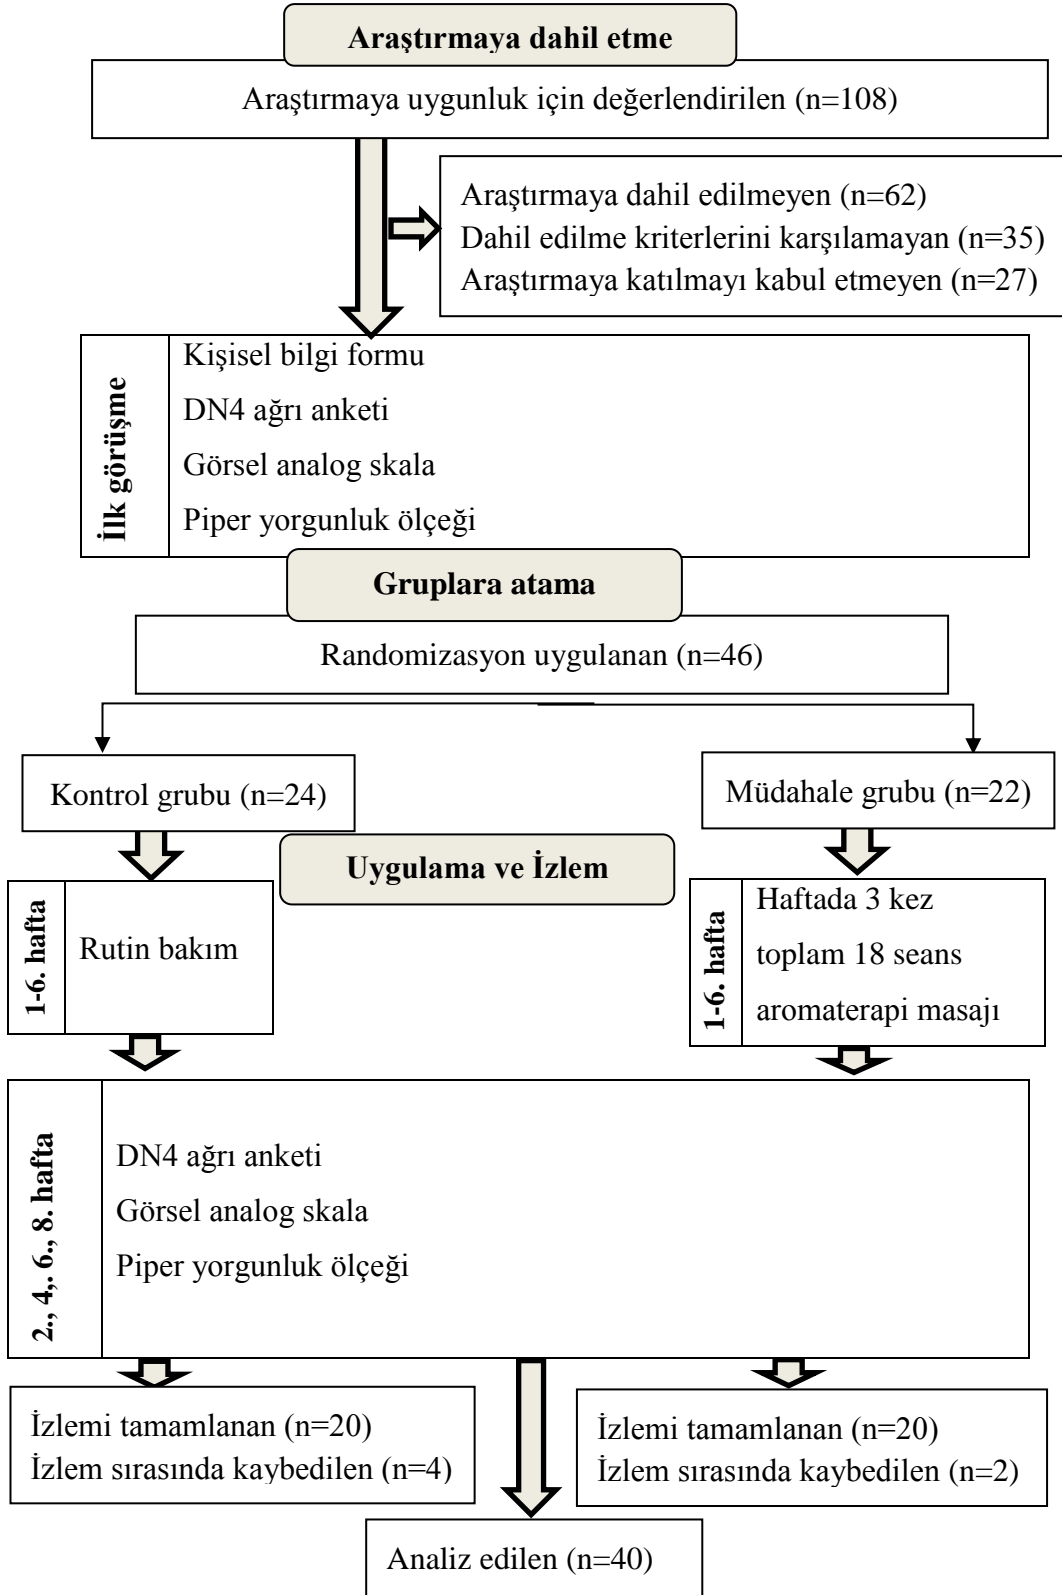 Araştırmaya dahil etme
Araştırmaya uygunluk için değerlendirilen (n=108)
Araştırmaya dahil edilmeyen (n=62)
Dahil edilme kriterlerini karşılamayan (n=35)
Araştırmaya katılmayı kabul etmeyen (n=27)
İlk görüşme
Kişisel bilgi formu
DN4 ağrı anketi
Görsel analog skala
Piper yorgunluk ölçeği
Gruplara atama
Randomizasyon uygulanan (n=46)
Kontrol grubu (n=24)
Müdahale grubu (n=22)
Uygulama ve İzlem
1-6. hafta
Rutin bakım
1-6. hafta
Haftada 3 kez
toplam 18 seans
aromaterapi masajı
2., 4,. 6., 8. hafta
DN4 ağrı anketi
Görsel analog skala
Piper yorgunluk ölçeği
İzlemi tamamlanan (n=20)
İzlem sırasında kaybedilen (n=4)
İzlemi tamamlanan (n=20)
İzlem sırasında kaybedilen (n=2)
Analiz edilen (n=40)